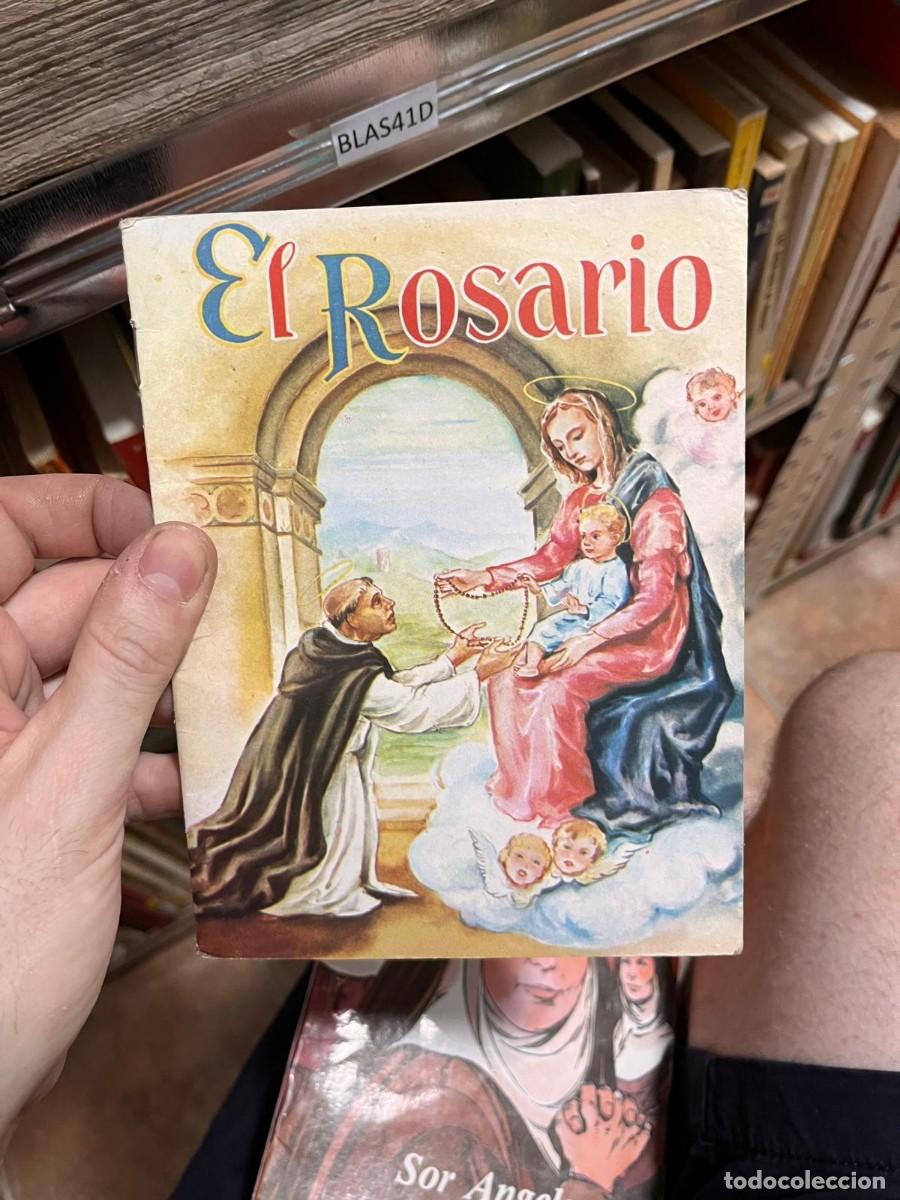 BLAS41D
El Rosario
Sor Angel
todocoleccion